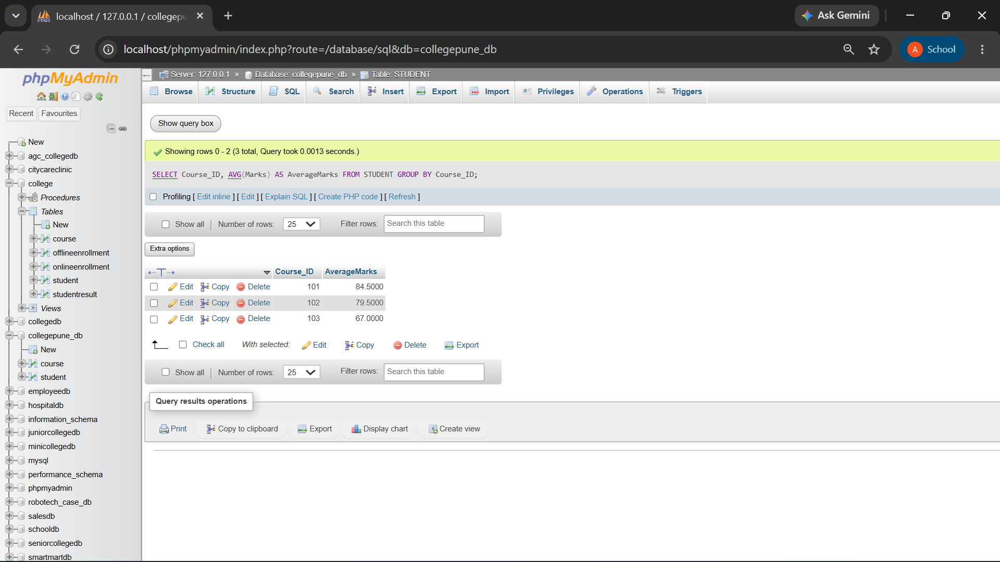 localhost / 127.0.0.1 / collegepu
Ask Gemini
localhost/phpmyadmin/index.php?route=/database/sql&db=collegepune_db
A School
phpMyAdmin
Recent Favourites
New
agc_collegedb
citycareclinic
college
Procedures
Tables
New
course
offlineenrollment
onlineenrollment
student
studentresult
Views
collegedb
collegepune_db
New
course
student
employeedb
hospitaldb
information_schema
juniorcollegedb
minicollegedb
mysql
performance_schema
phpmyadmin
robotech_case_db
salesdb
schooldb
seniorcollegedb
smartmartdb
Server: 127.0.0.1 » Database: collegepune_db » Table: STUDENT
Browse Structure SQL Search Insert Export Import Privileges Operations Triggers
Show query box
Showing rows 0 - 2 (3 total, Query took 0.0013 seconds.)
SELECT Course_ID, AVG(Marks) AS AverageMarks FROM STUDENT GROUP BY Course_ID;
Profiling [ Edit inline ] [ Edit ] [ Explain SQL ] [ Create PHP code ] [ Refresh ]
Show all | Number of rows: 25 Filter rows: Search this table
Extra options
←T→ Course_ID AverageMarks
Edit Copy Delete 101 84.5000
Edit Copy Delete 102 79.5000
Edit Copy Delete 103 67.0000
Check all With selected: Edit Copy Delete Export
Show all | Number of rows: 25 Filter rows: Search this table
Query results operations
Print Copy to clipboard Export Display chart Create view